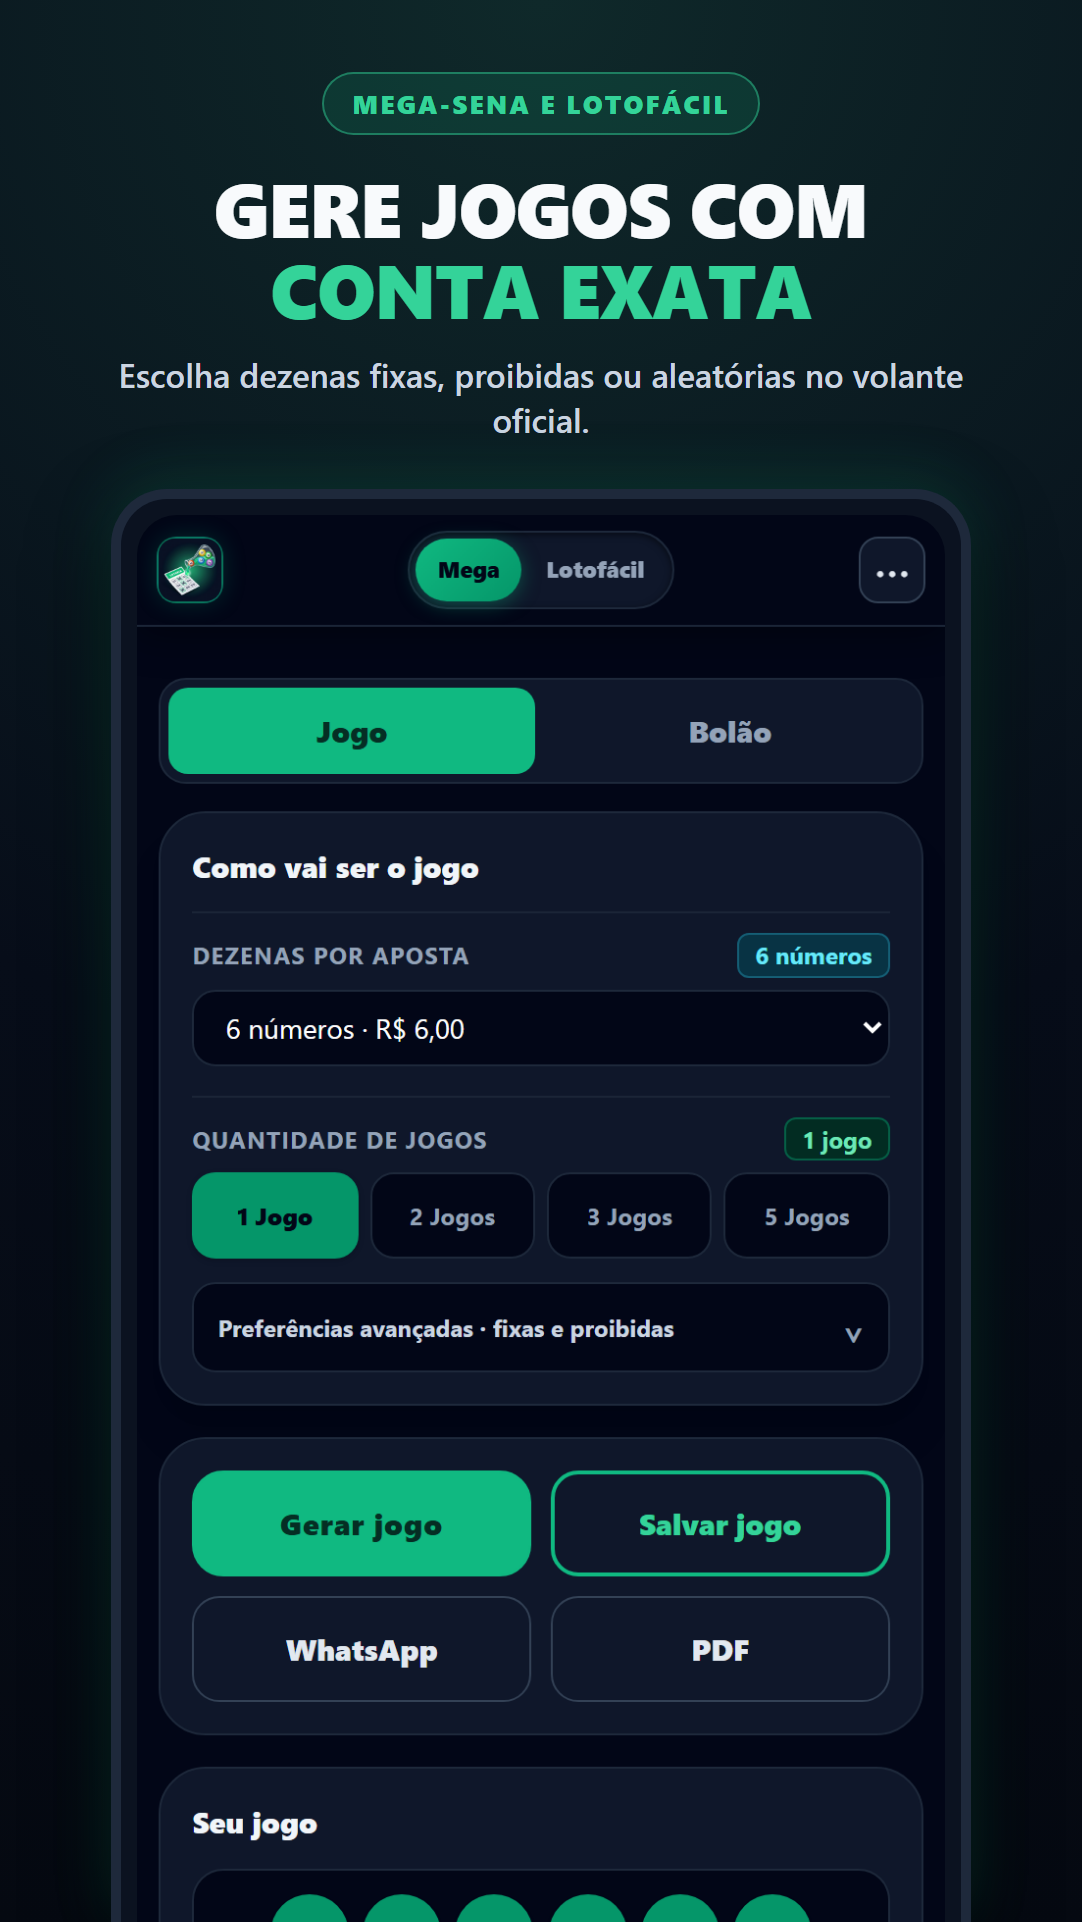 MEGA-SENA E LOTOFÁCIL
GERE JOGOS COM
CONTA EXATA
Escolha dezenas fixas, proibidas ou aleatórias no volante
oficial.
Mega
Lotofácil
...
Jogo
Bolão
Como vai ser o jogo
DEZENAS POR APOSTA
6 números
6 números · R$ 6,00
QUANTIDADE DE JOGOS
1 jogo
1 Jogo
2 Jogos
3 Jogos
5 Jogos
Preferências avançadas · fixas e proibidas
Gerar jogo
Salvar jogo
WhatsApp
PDF
Seu jogo